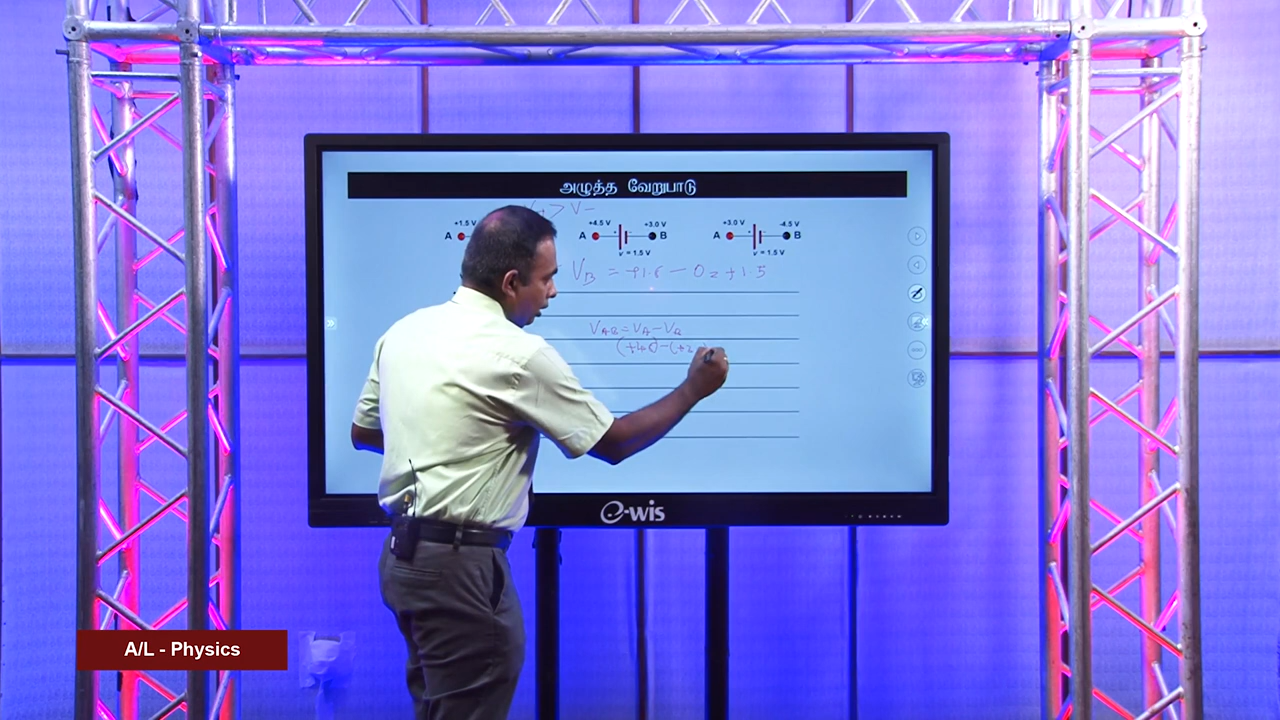 அழுத்த வேறுபாடு
V+ > V-
+1.5 V +4.5 V +3.0 V +3.0 V -4.5 V
A A B A B
v = 1.5 V v = 1.5 V
V_B = +1.5 - 0 = +1.5
V_AB = V_A - V_B
e-wis
A/L - Physics